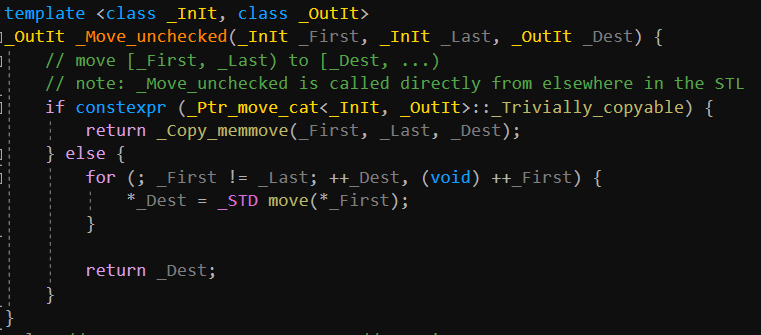 template <class _InIt, class _OutIt>
_OutIt _Move_unchecked(_InIt _First, _InIt _Last, _OutIt _Dest) {
    // move [_First, _Last) to [_Dest, ...)
    // note: _Move_unchecked is called directly from elsewhere in the STL
    if constexpr (_Ptr_move_cat<_InIt, _OutIt>::_Trivially_copyable) {
        return _Copy_memmove(_First, _Last, _Dest);
    } else {
        for (; _First != _Last; ++_Dest, (void) ++_First) {
            *_Dest = _STD move(*_First);
        }

        return _Dest;
    }
}